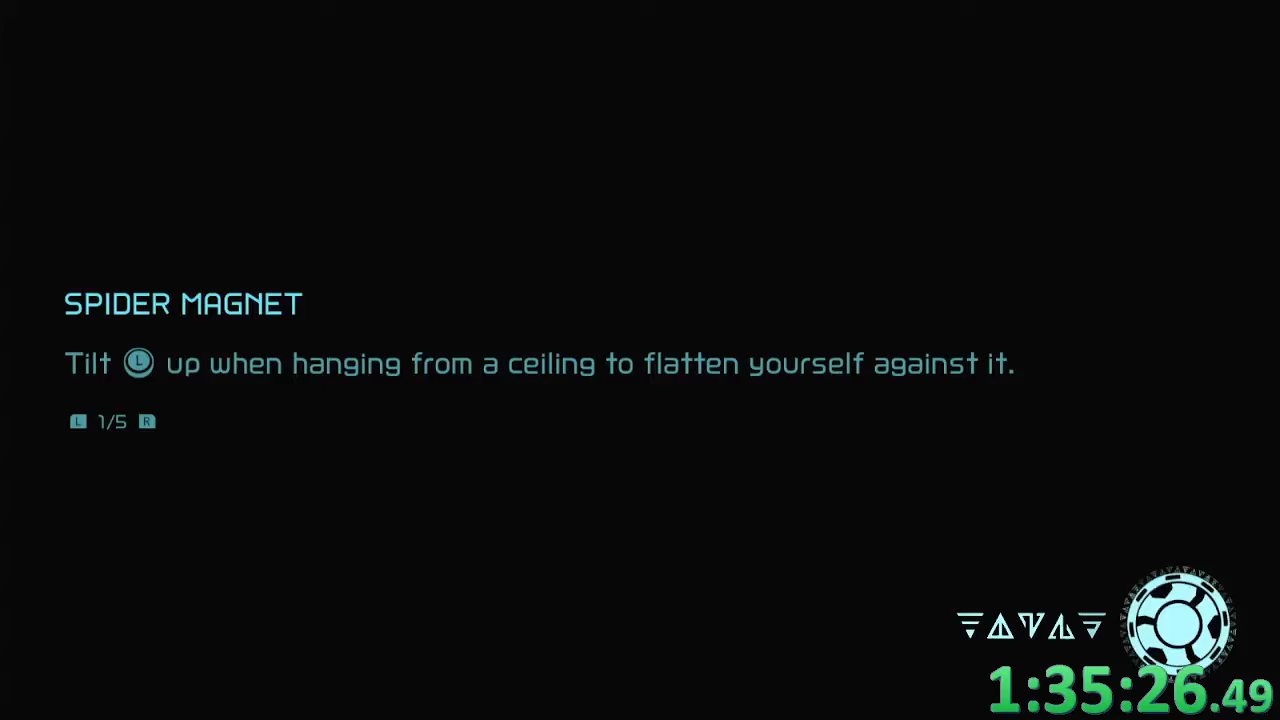 SPIDER MAGNET
Tilt L up when hanging from a ceiling to flatten yourself against it.
L 1/5 R
1:35:26.49